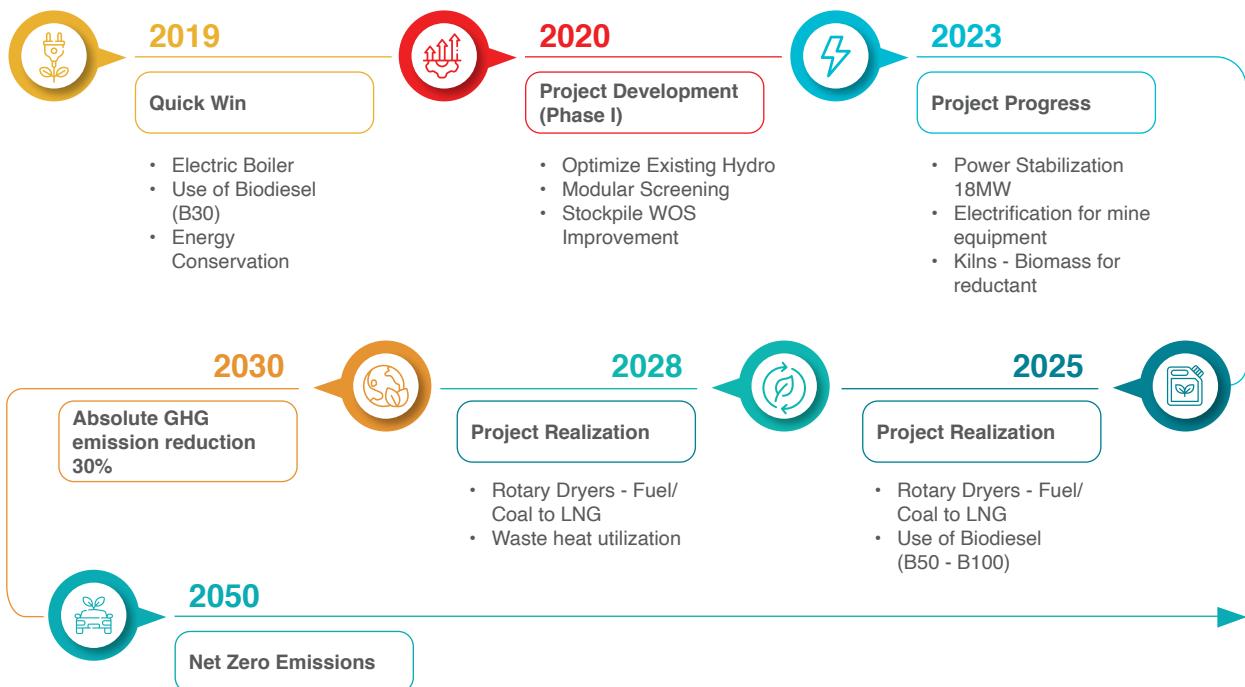 2019
Quick Win
• Electric Boiler
• Use of Biodiesel
(B30)
• Energy
Conservation
2020
Project Development
(Phase I)
• Optimize Existing Hydro
• Modular Screening
• Stockpile WOS
Improvement
2023
Project Progress
• Power Stabilization
18MW
• Electrification for mine
equipment
• Kilns - Biomass for
reductant
2025
Project Realization
• Rotary Dryers - Fuel/
Coal to LNG
• Use of Biodiesel
(B50 - B100)
2028
Project Realization
• Rotary Dryers - Fuel/
Coal to LNG
• Waste heat utilization
2030
Absolute GHG
emission reduction
30%
2050
Net Zero Emissions